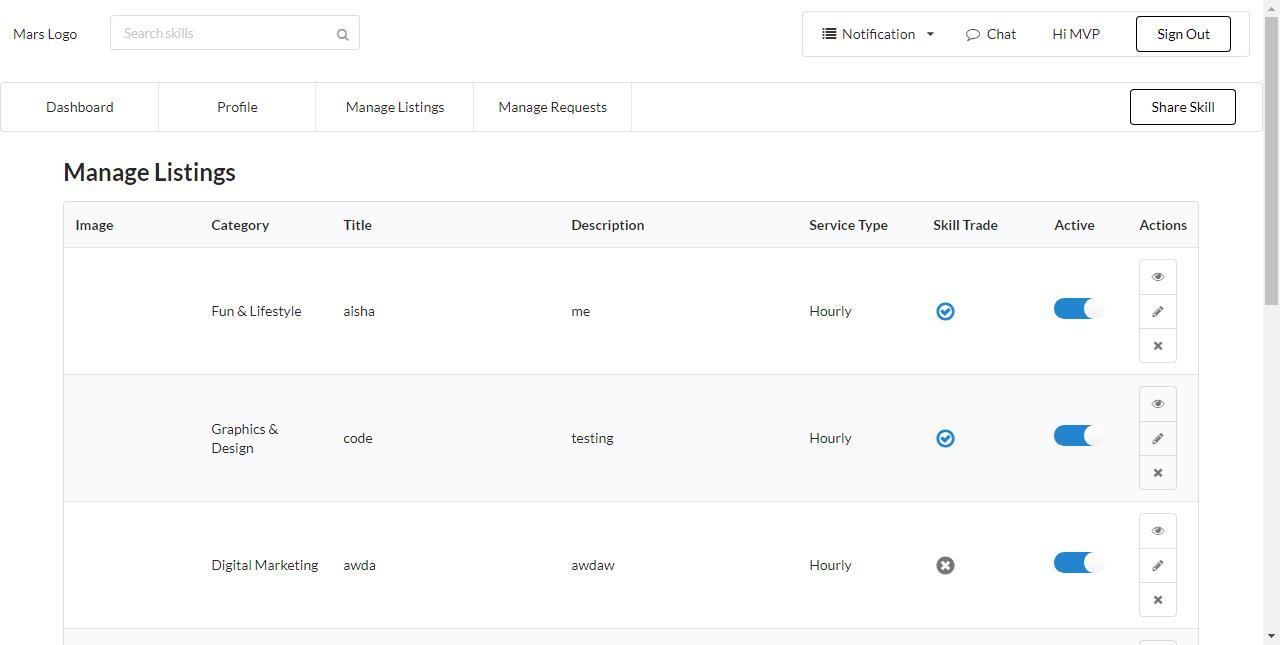 Mars Logo
Search skills
Notification
Chat
Hi MVP
Sign Out
Dashboard
Profile
Manage Listings
Manage Requests
Share Skill
Manage Listings
Image Category Title Description Service Type Skill Trade Active Actions
Fun & Lifestyle aisha me Hourly
Graphics &
Design
code testing Hourly
Digital Marketing awda awdaw Hourly